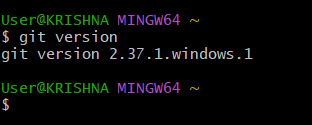 User@KRISHNA MINGW64 ~
$ git version
git version 2.37.1.windows.1
User@KRISHNA MINGW64 ~
$